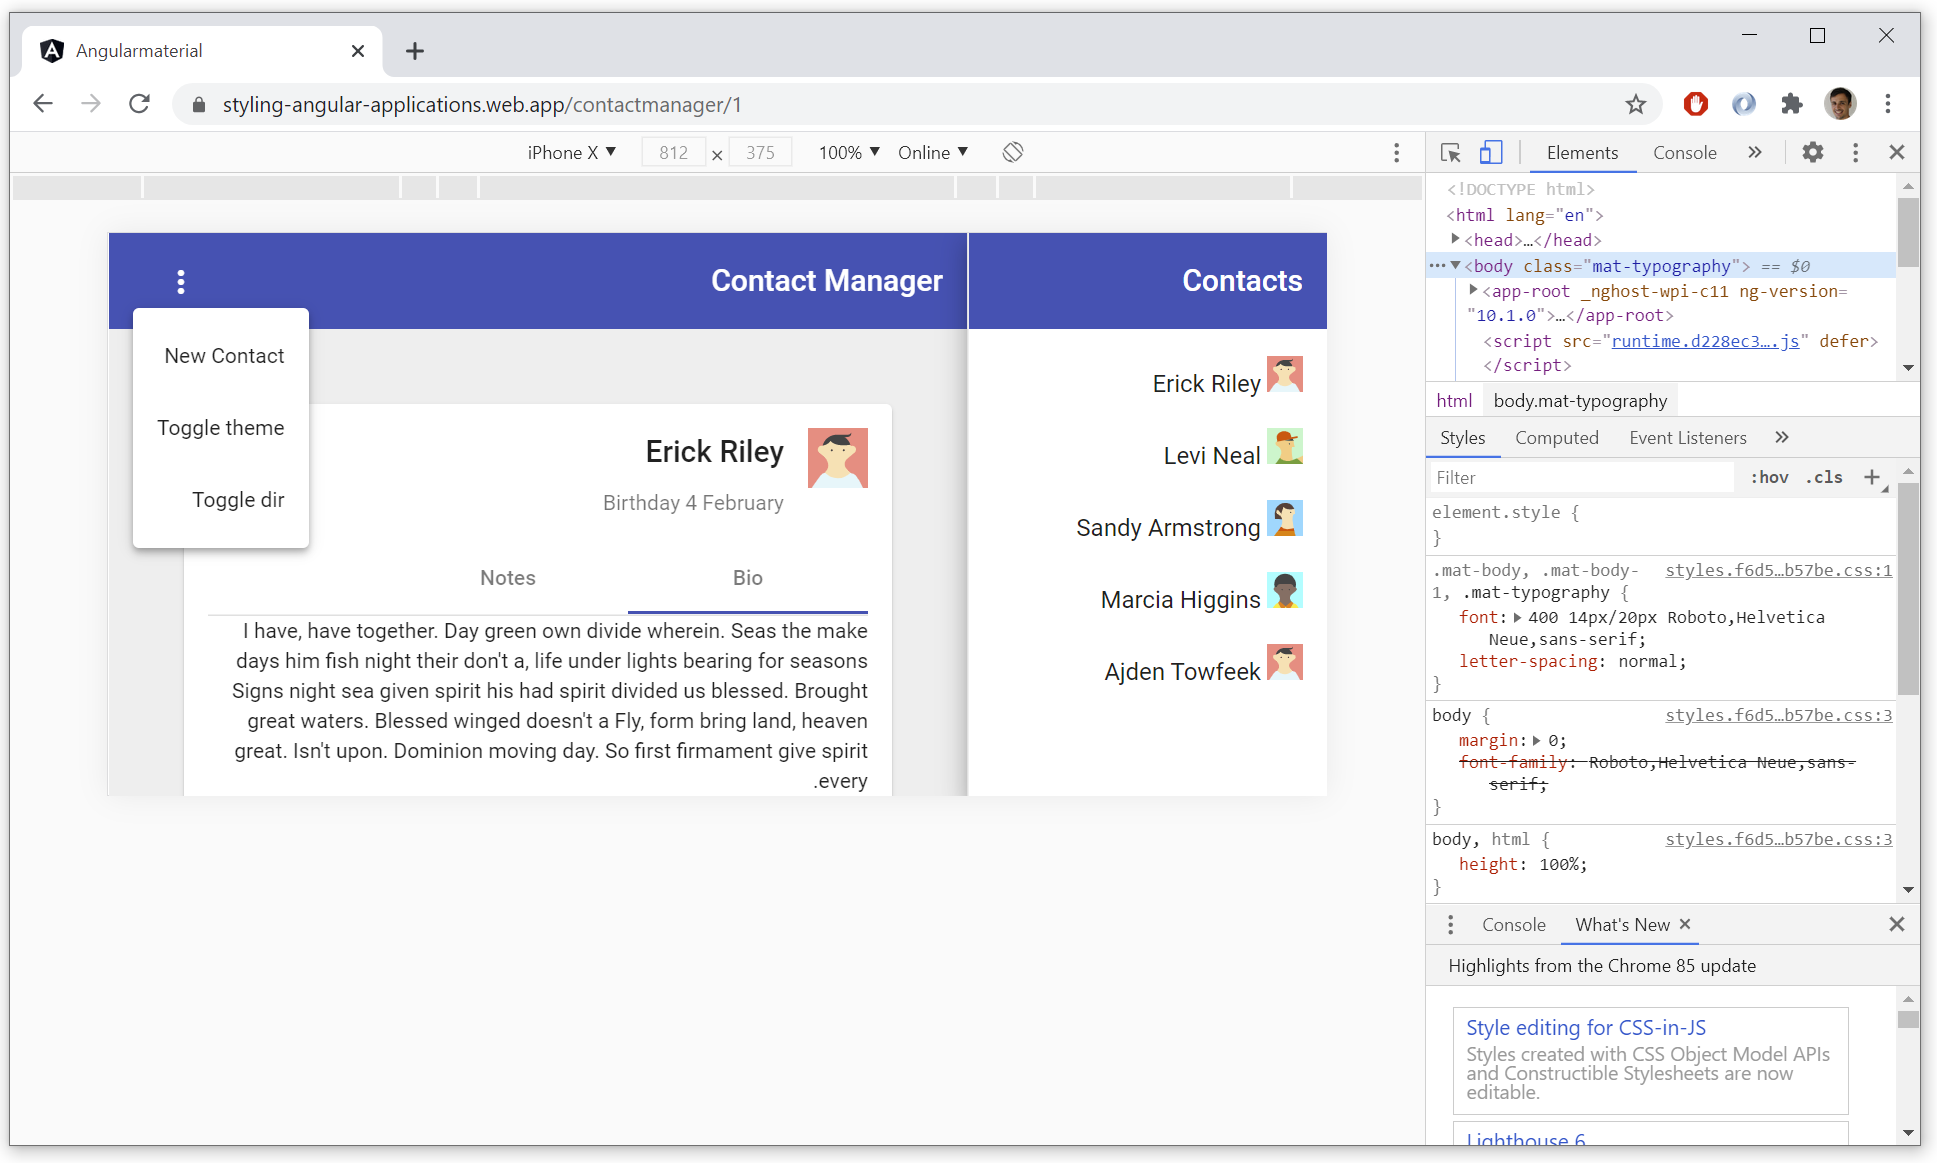 Angularmaterial
styling-angular-applications.web.app/contactmanager/1
iPhone X 812 × 375 100% Online
Contact Manager
New Contact
Toggle theme
Toggle dir
Erick Riley
Birthday 4 February
Notes Bio
I have, have together. Day green own divide wherein. Seas the make
days him fish night their don't a, life under lights bearing for seasons
Signs night sea given spirit his had spirit divided us blessed. Brought
great waters. Blessed winged doesn't a Fly, form bring land, heaven
great. Isn't upon. Dominion moving day. So first firmament give spirit
.every
Contacts
Erick Riley
Levi Neal
Sandy Armstrong
Marcia Higgins
Ajden Towfeek
Elements Console
<!DOCTYPE html>
<html lang="en">
<head>…</head>
<body class="mat-typography"> == $0
<app-root _nghost-wpi-c11 ng-version=
"10.1.0">…</app-root>
<script src="runtime.d228ec3….js" defer>
</script>
html body.mat-typography
Styles Computed Event Listeners
Filter :hov .cls
element.style {
}
.mat-body, .mat-body- styles.f6d5…b57be.css:1
1, .mat-typography {
font: 400 14px/20px Roboto,Helvetica
Neue,sans-serif;
letter-spacing: normal;
}
body { styles.f6d5…b57be.css:3
margin: 0;
font-family: Roboto,Helvetica Neue,sans-
serif;
}
body, html { styles.f6d5…b57be.css:3
height: 100%;
}
Console What's New
Highlights from the Chrome 85 update
Style editing for CSS-in-JS
Styles created with CSS Object Model APIs
and Constructible Stylesheets are now
editable.
Lighthouse 6